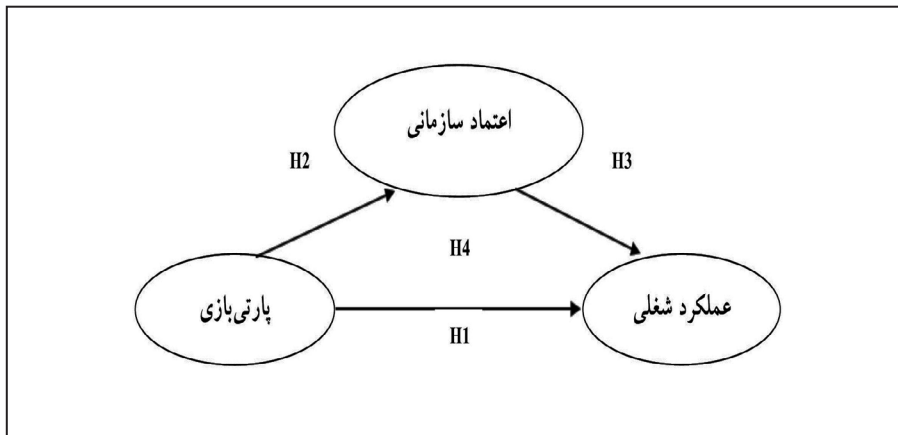 اعتماد سازمانی
H2
H3
H4
پارتی‌بازی
عملکرد شغلی
H1